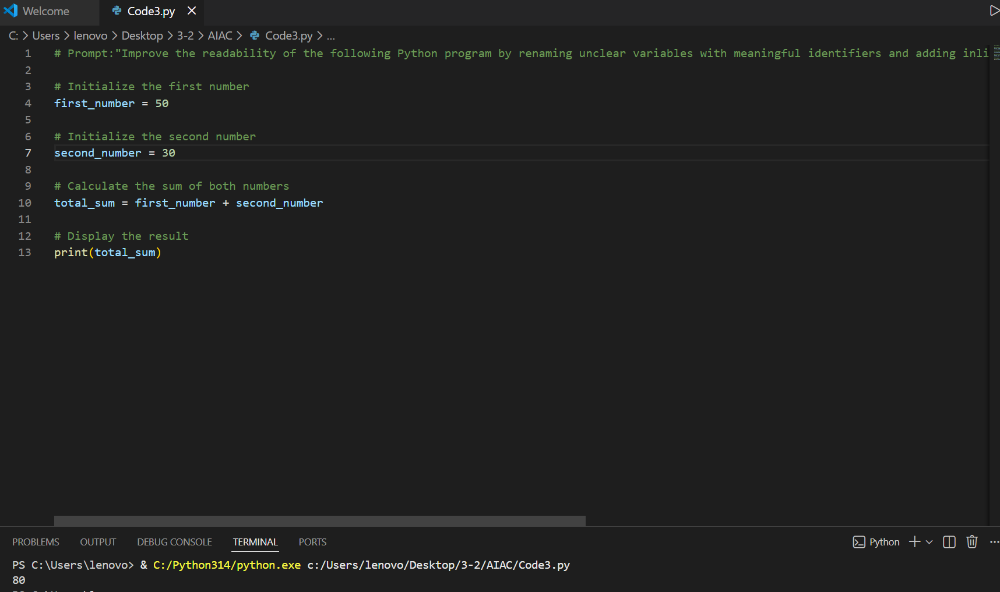 Welcome
Code3.py
C: > Users > lenovo > Desktop > 3-2 > AIAC > Code3.py > ...
1 # Prompt:"Improve the readability of the following Python program by renaming unclear variables with meaningful identifiers and adding inli
2
3 # Initialize the first number
4 first_number = 50
5
6 # Initialize the second number
7 second_number = 30
8
9 # Calculate the sum of both numbers
10 total_sum = first_number + second_number
11
12 # Display the result
13 print(total_sum)
PROBLEMS OUTPUT DEBUG CONSOLE TERMINAL PORTS
Python
PS C:\Users\lenovo> & C:/Python314/python.exe c:/Users/lenovo/Desktop/3-2/AIAC/Code3.py
80